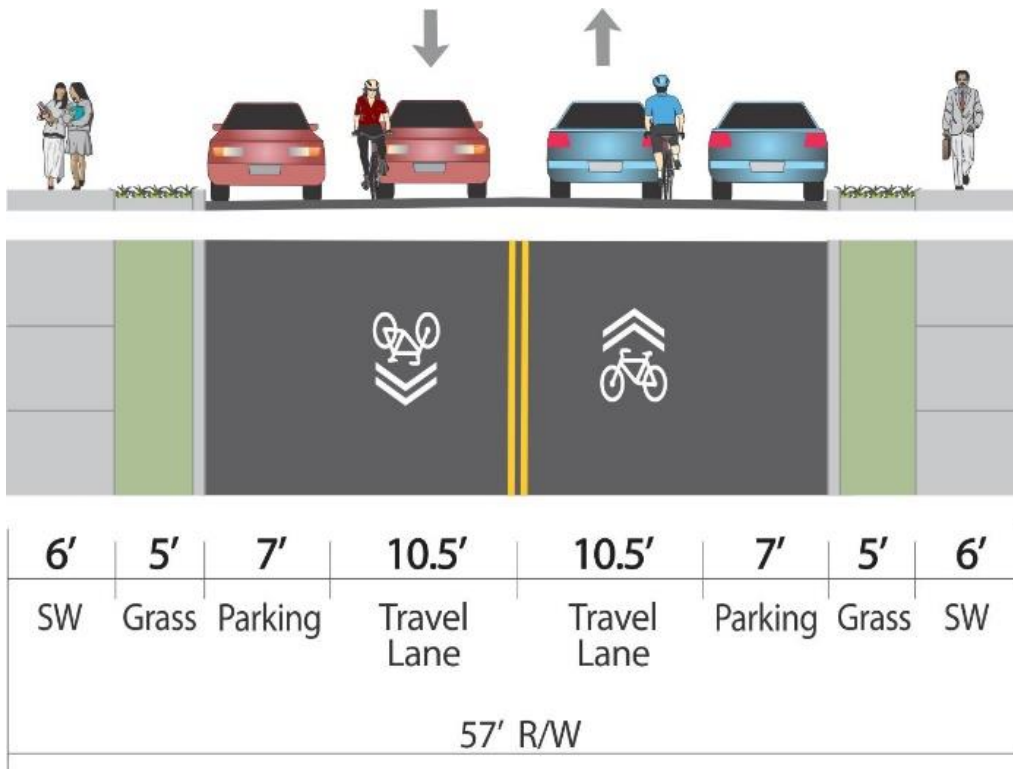 6′ 5′ 7′ 10.5′ 10.5′ 7′ 5′ 6′
SW Grass Parking Travel Lane Travel Lane Parking Grass SW
57′ R/W